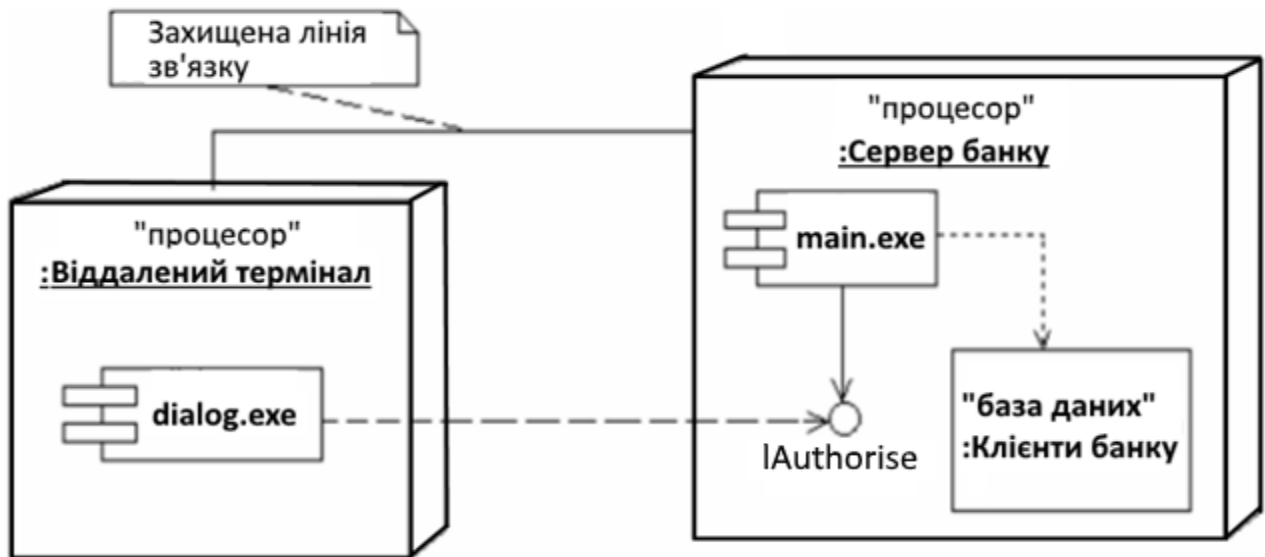 Захищена лінія
зв'язку
"процесор"
:Сервер банку
main.exe
"процесор"
:Віддалений термінал
dialog.exe
IAuthorise
"база даних"
:Клієнти банку